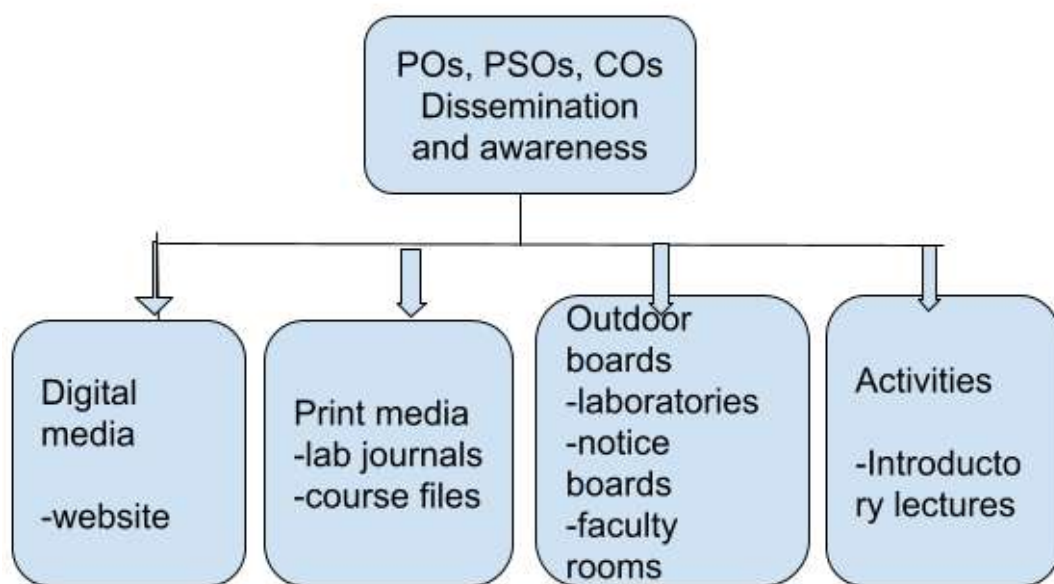 POs, PSOs, COs
Dissemination
and awareness
Digital
media
-website
Print media
-lab journals
-course files
Outdoor
boards
-laboratories
-notice
boards
-faculty
rooms
Activities
-Introducto
ry lectures